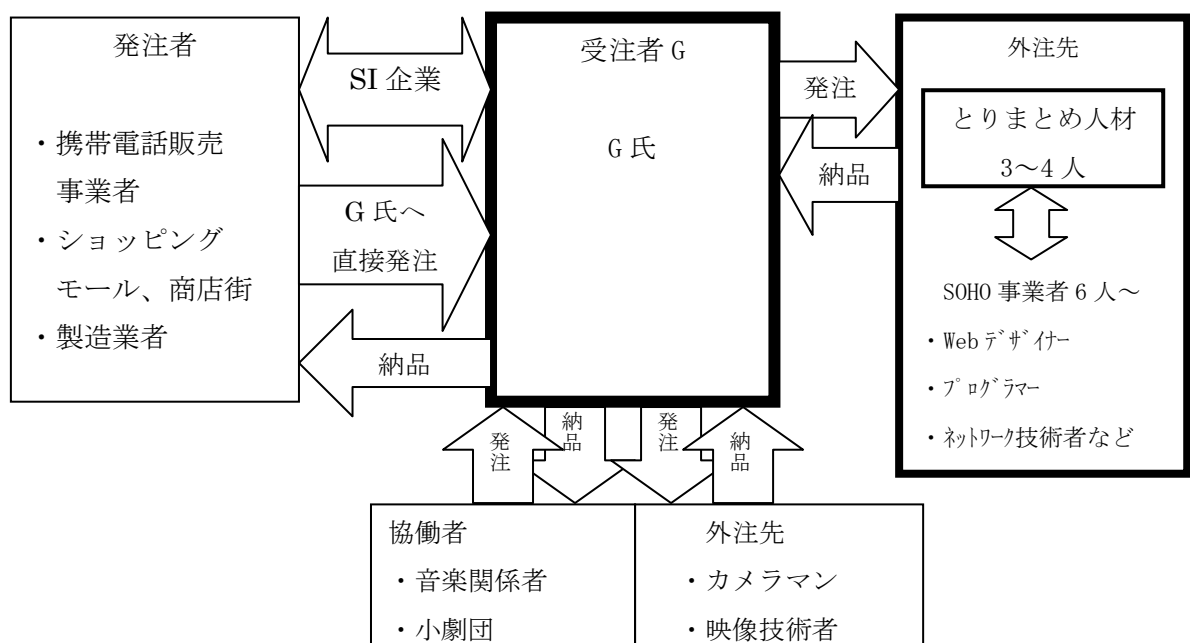 発注者
・携帯電話販売
事業者
・ショッピング
モール、商店街
・製造業者
SI 企業
G 氏へ
直接発注
納品
受注者 G
G 氏
発注
納品
外注先
とりまとめ人材
3～4 人
SOHO 事業者 6 人～
・Web ﾃﾞｻﾞｲﾅｰ
・ﾌﾟﾛｸﾞﾗﾏｰ
・ﾈｯﾄﾜｰｸ技術者など
発注
納品
発注
納品
協働者
・音楽関係者
・小劇団
外注先
・カメラマン
・映像技術者